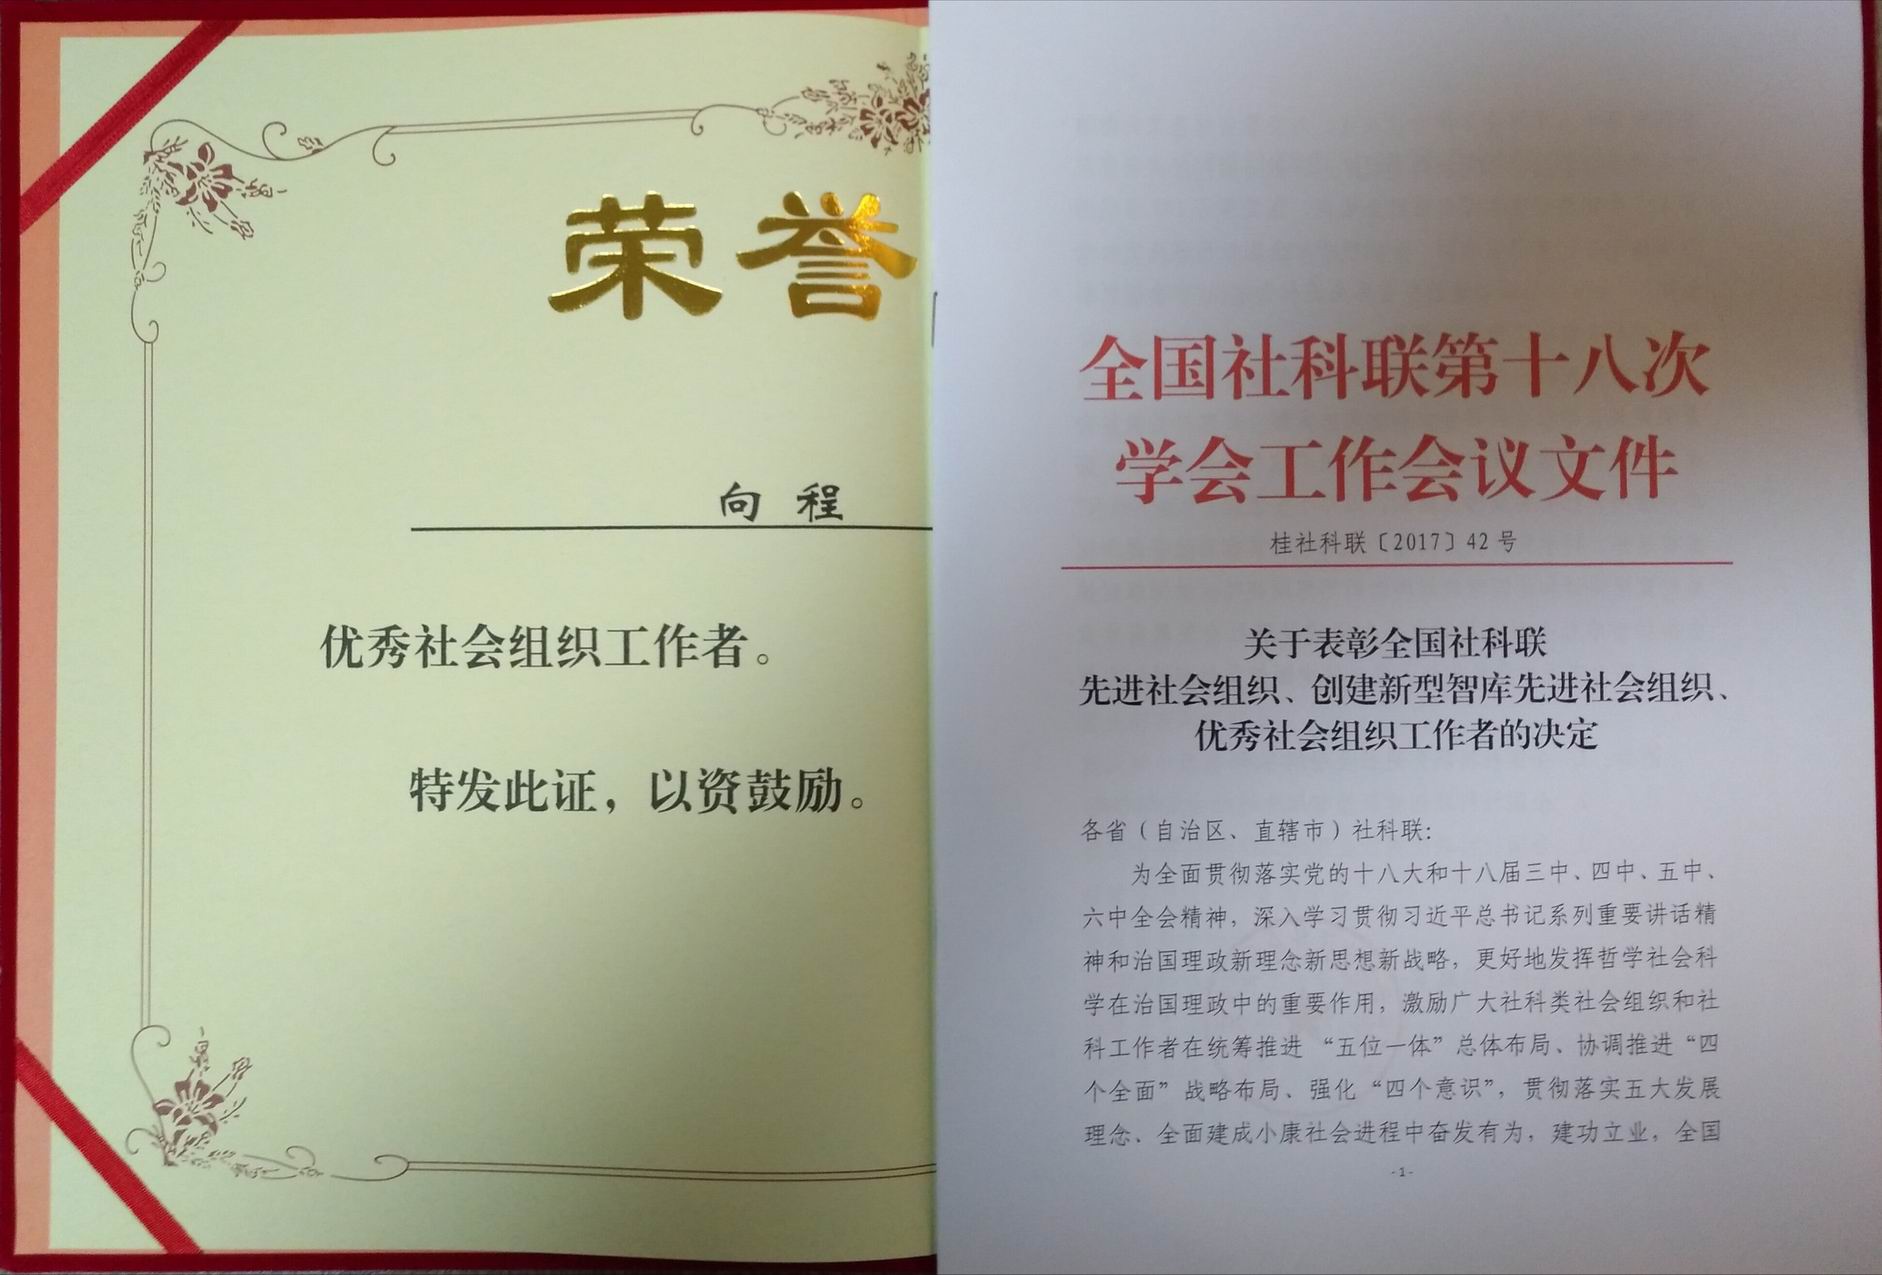 荣誉
向 程
优秀社会组织工作者。
特发此证，以资鼓励。
全国社科联第十八次
学会工作会议文件
桂社科联〔2017〕42 号
关于表彰全国社科联
先进社会组织、创建新型智库先进社会组织、
优秀社会组织工作者的决定
各省（自治区、直辖市）社科联：
为全面贯彻落实党的十八大和十八届三中、四中、五中、
六中全会精神，深入学习贯彻习近平总书记系列重要讲话精
神和治国理政新理念新思想新战略，更好地发挥哲学社会科
学在治国理政中的重要作用，激励广大社科类社会组织和社
科工作者在统筹推进 “五位一体”总体布局、协调推进“四
个全面”战略布局、强化“四个意识”，贯彻落实五大发展
理念、全面建成小康社会进程中奋发有为，建功立业，全国
-1-